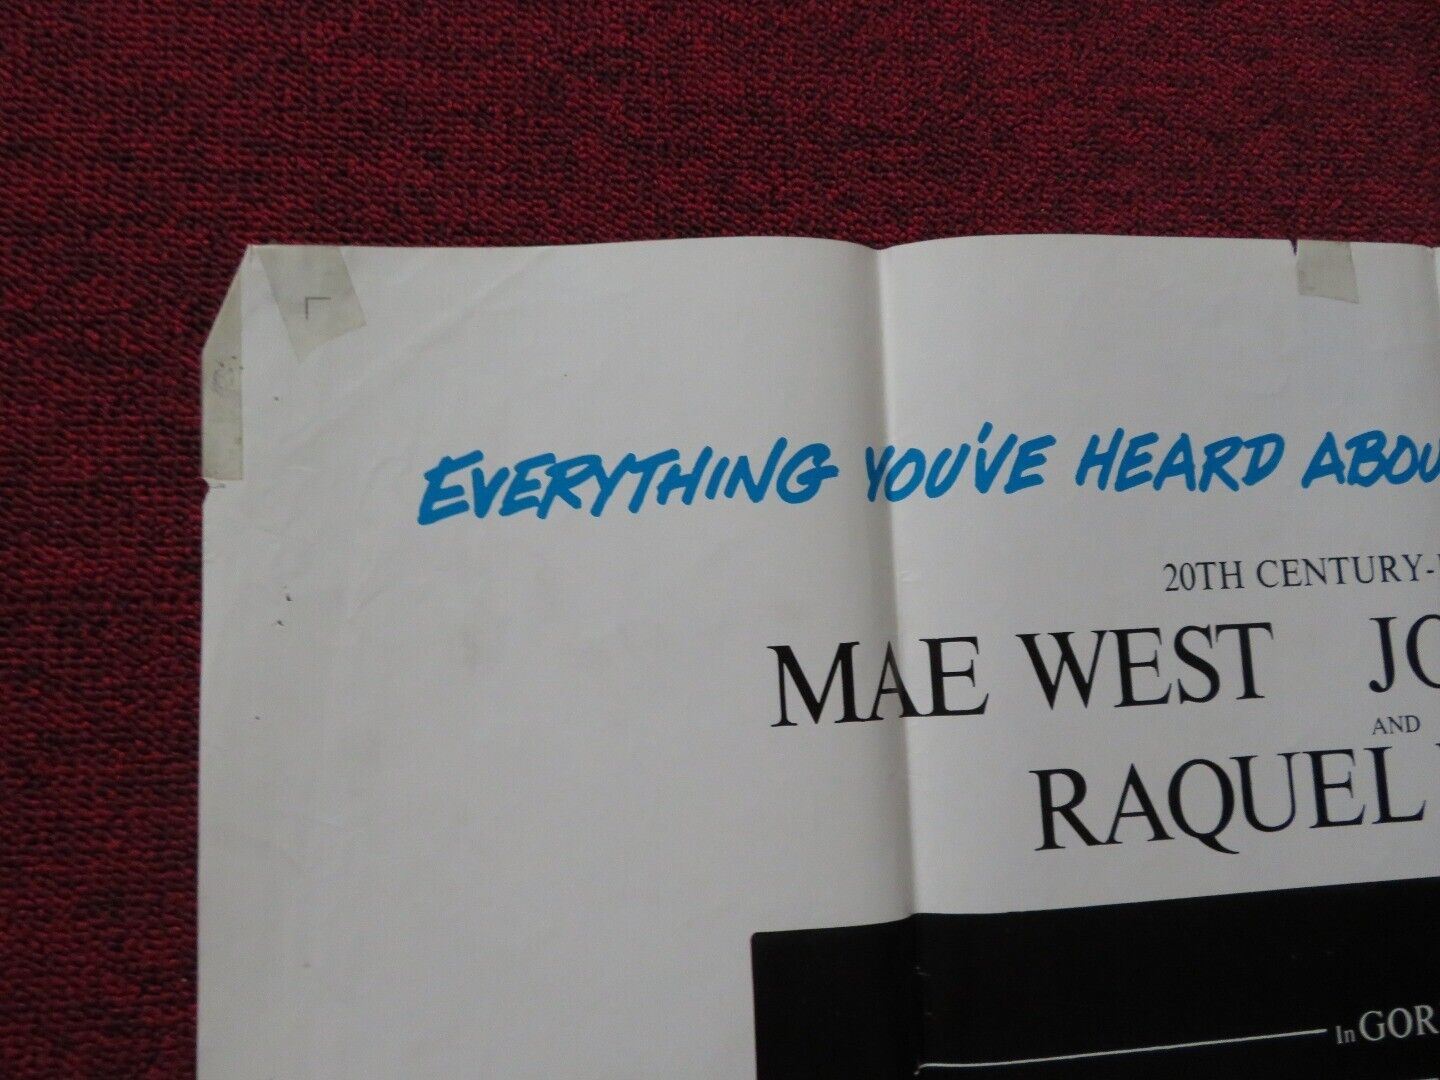 EVERYTHING YOU'VE HEARD ABOU
20TH CENTURY-
MAE WEST JO
AND
RAQUEL
In GOR